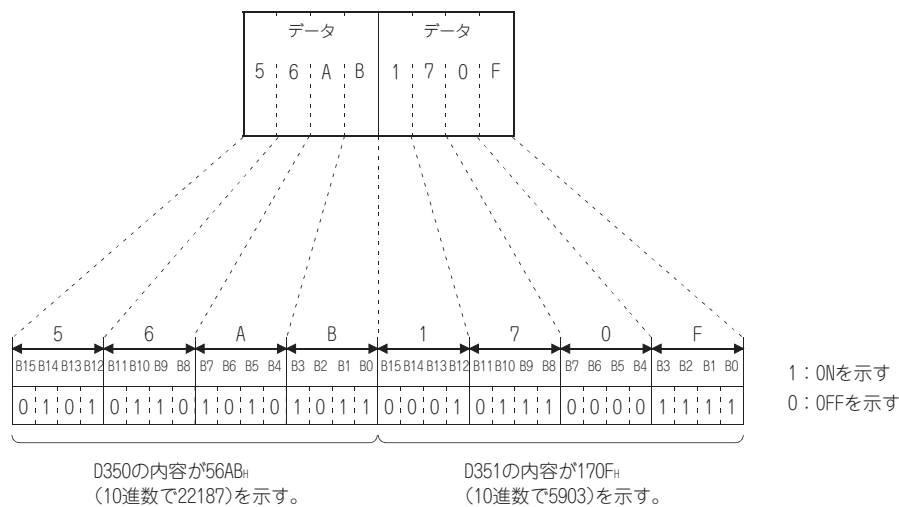 データ データ
5 6 A B 1 7 0 F
5 6 A B 1 7 0 F
B15 B14 B13 B12 B11 B10 B9 B8 B7 B6 B5 B4 B3 B2 B1 B0 B15 B14 B13 B12 B11 B10 B9 B8 B7 B6 B5 B4 B3 B2 B1 B0
0 1 0 1 0 1 1 0 1 0 1 0 1 0 1 1 0 0 0 1 0 1 1 1 0 0 0 0 1 1 1 1
1：ONを示す
0：OFFを示す
D350の内容が56ABH
（10進数で22187)を示す。
D351の内容が170FH
（10進数で5903)を示す。